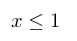 x ≤ 1